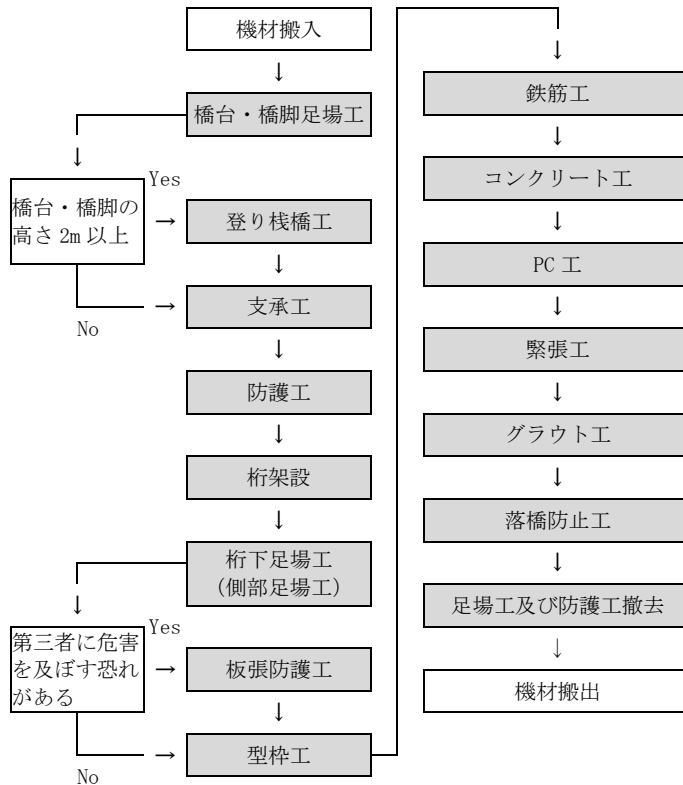 機材搬入
↓
橋台・橋脚足場工
↓
橋台・橋脚の
高さ 2m 以上
Yes
→
登り桟橋工
↓
No
→
支承工
↓
防護工
↓
桁架設
↓
桁下足場工
(側部足場工)
↓
第三者に危害
を及ぼす恐れ
がある
Yes
→
板張防護工
↓
No
→
型枠工
↓
鉄筋工
↓
コンクリート工
↓
PC 工
↓
緊張工
↓
グラウト工
↓
落橋防止工
↓
足場工及び防護工撤去
↓
機材搬出